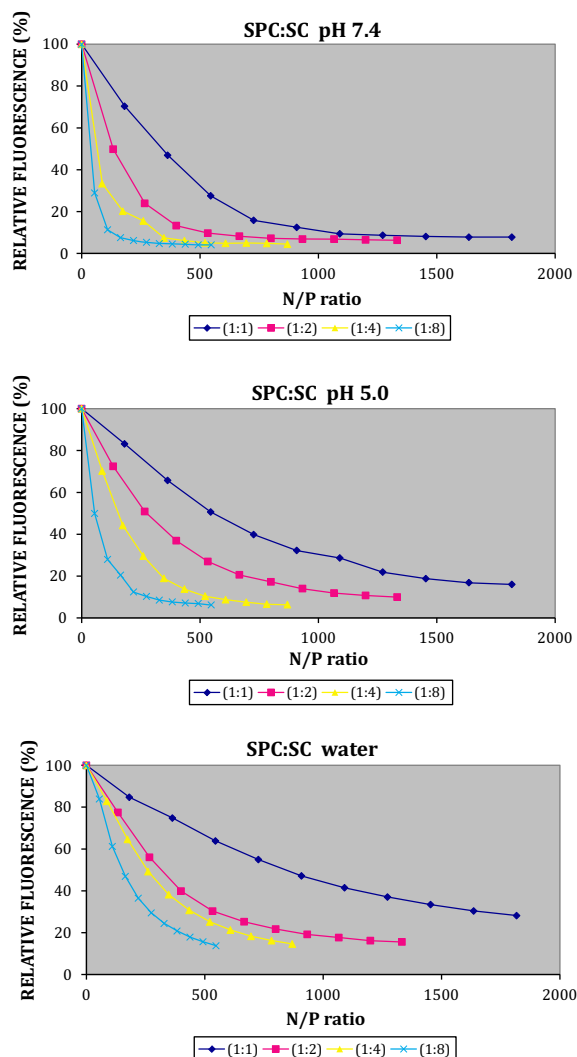 SPC:SC pH 7.4
RELATIVE FLUORESCENCE (%)
100
80
60
40
20
0
0 500 1000 1500 2000
N/P ratio
(1:1) (1:2) (1:4) (1:8)
SPC:SC pH 5.0
RELATIVE FLUORESCENCE (%)
100
80
60
40
20
0
0 500 1000 1500 2000
N/P ratio
(1:1) (1:2) (1:4) (1:8)
SPC:SC water
RELATIVE FLUORESCENCE (%)
100
80
60
40
20
0
0 500 1000 1500 2000
N/P ratio
(1:1) (1:2) (1:4) (1:8)